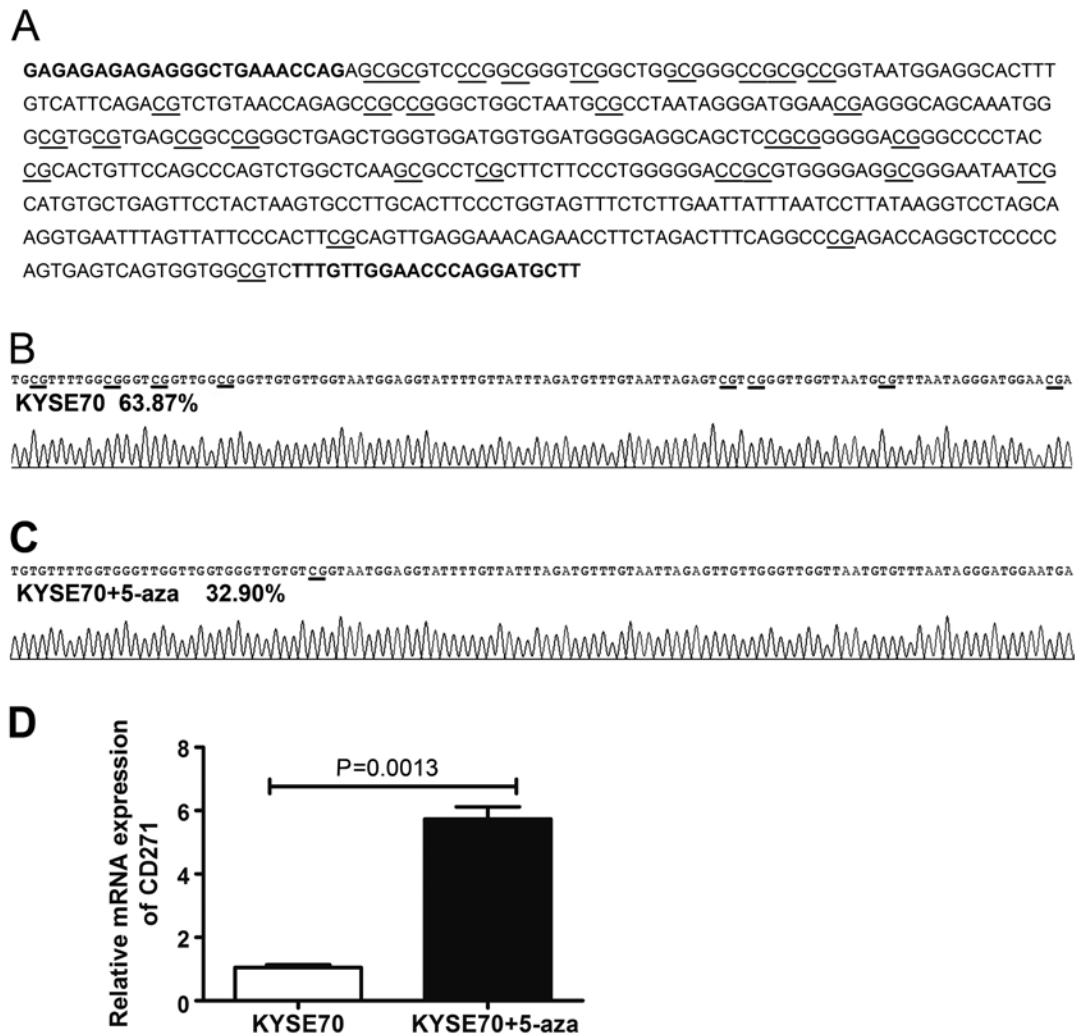 A
GAGAGAGAGAGGGCTGAAACCAGAGCGCGTCCCGGCGGGTCGGCTGGCGGGCCGCGCCGGTAATGGAGGCACTTT
GTCATTCAGACGTCTGTAACCAGAGCCGCCGGGCTGGCTAATGCGCCTAATAGGGATGGAACGAGGGCAGCAAATGG
GCGTGCGTGAGCGGCCGGGCTGAGCTGGGTGGATGGTGGATGGGGAGGCAGCTCCGCGGGGGACGGGCCCCTAC
CGCACTGTTCCAGCCCAGTCTGGCTCAAGCGCCTCGCTTCTTCCCTGGGGGACCGCGTGGGGAGGCGGGAATAATCG
CATGTGCTGAGTTCCTACTAAGTGCCTTGCACTTCCCTGGTAGTTTCTCTTGAATTATTTAATCCTTATAAGGTCCTAGCA
AGGTGAATTTAGTTATTCCCACTTCGCAGTTGAGGAAACAGAACCTTCTAGACTTTCAGGCCCGAGACCAGGCTCCCCC
AGTGAGTCAGTGGTGGCGTCTTTGTTGGAACCCAGGATGCTT
B
TGCGTTTTGGCGGGTCGGTTGGCGGGTTGTGTTGGTAATGGAGGTATTTTGTTATTTAGATGTTTGTAATTAGAGTCGTCGGGTTGGTTAATGCGTTTAATAGGGATGGAACGA
KYSE70 63.87%
C
TGTGTTTTGGTGGGTTGGTTGGTGGGTTGTGTCGGTAATGGAGGTATTTTGTTATTTAGATGTTTGTAATTAGAGTTGTTGGGTTGGTTAATGTGTTTAATAGGGATGGAATGA
KYSE70+5-aza 32.90%
D
Relative mRNA expression
of CD271
8
6
4
2
0
P=0.0013
KYSE70
KYSE70+5-aza